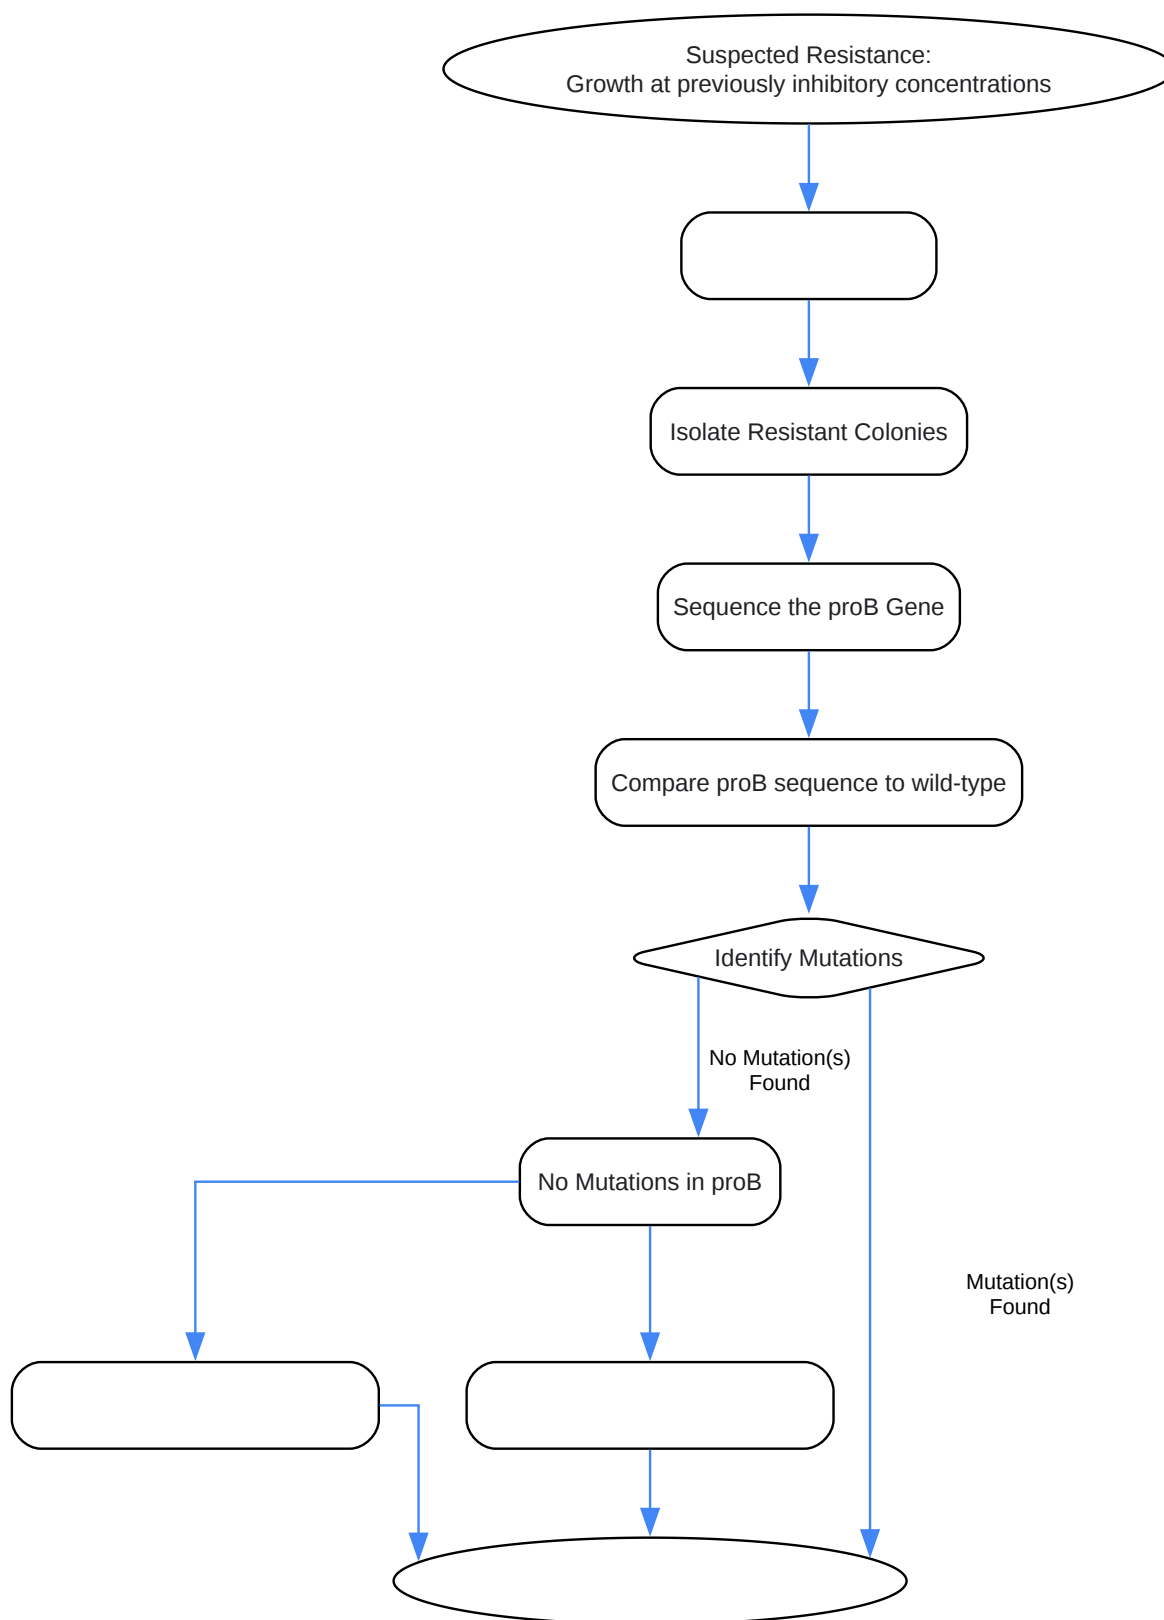 Suspected Resistance:
Growth at previously inhibitory concentrations
Isolate Resistant Colonies
Sequence the proB Gene
Compare proB sequence to wild-type
Identify Mutations
No Mutation(s)
Found
No Mutations in proB
Mutation(s)
Found